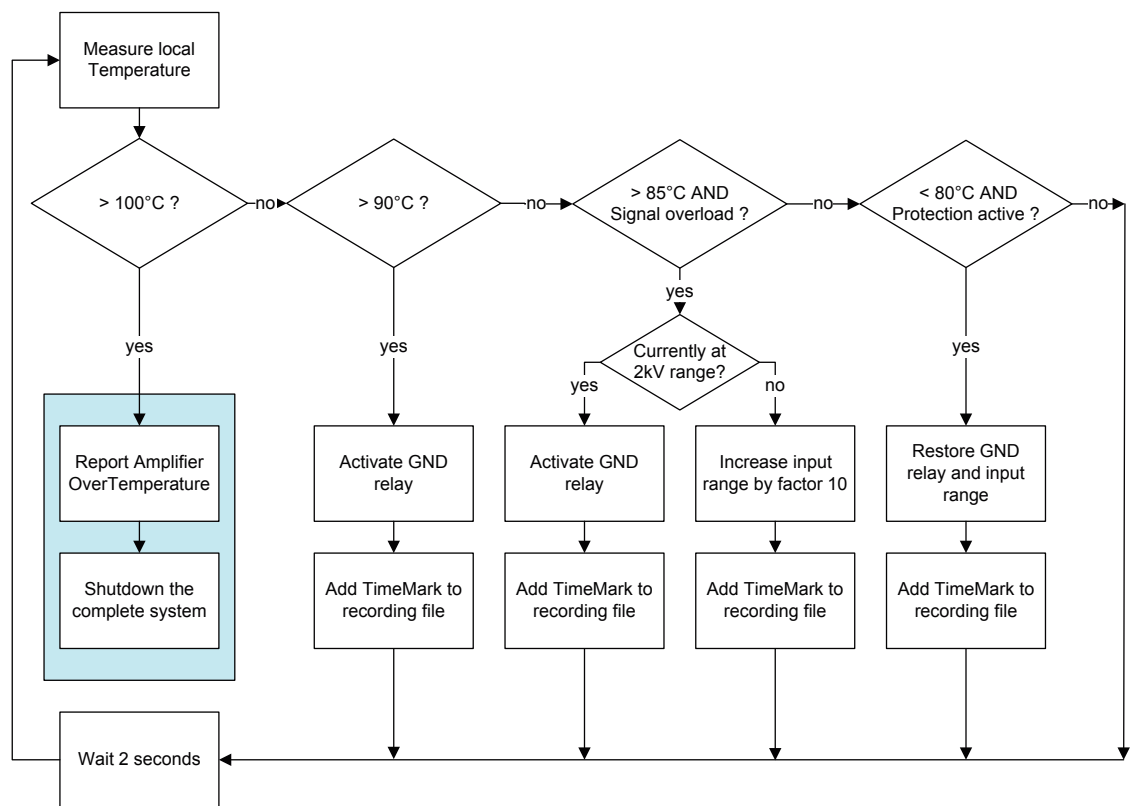 Measure local
Temperature
> 100°C ?
no
> 90°C ?
no
> 85°C AND
Signal overload ?
no
< 80°C AND
Protection active ?
no
yes
yes
yes
yes
Currently at
2kV range?
yes
no
Report Amplifier
OverTemperature
Activate GND
relay
Activate GND
relay
Increase input
range by factor 10
Restore GND
relay and input
range
Shutdown the
complete system
Add TimeMark to
recording file
Add TimeMark to
recording file
Add TimeMark to
recording file
Add TimeMark to
recording file
Wait 2 seconds